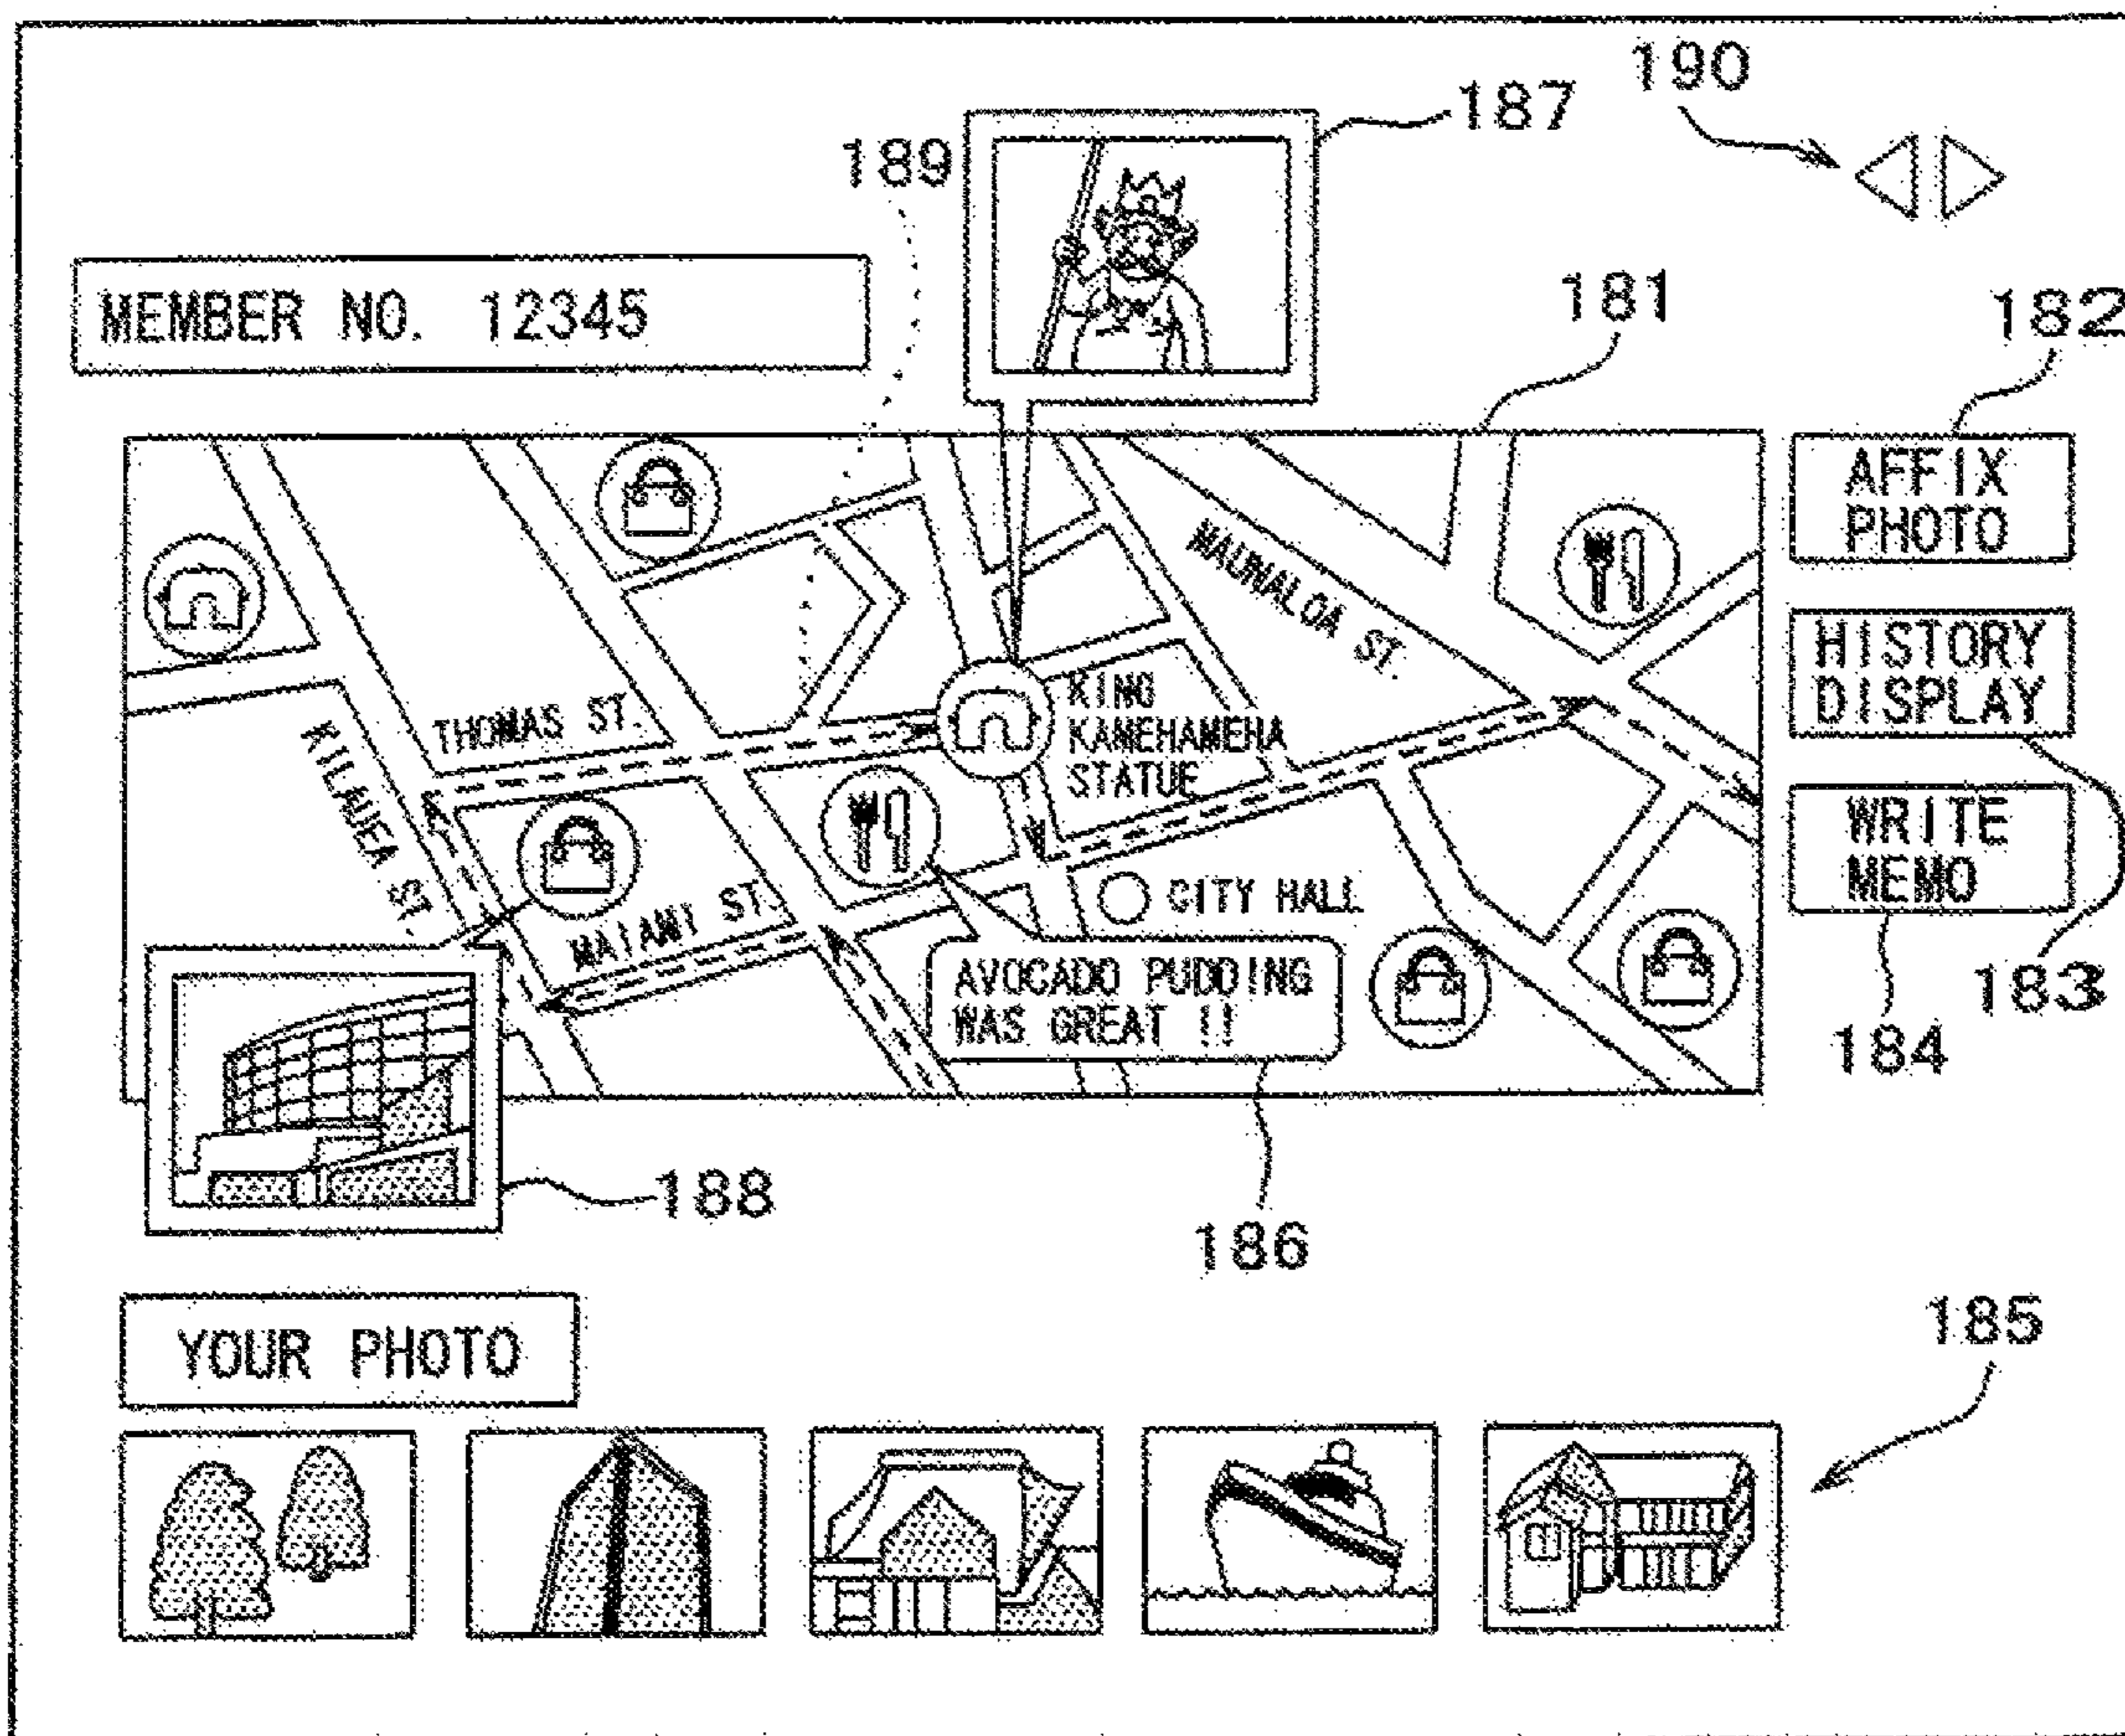 190
187
189
MEMBER NO. 12345
181
182
AFFIX
PHOTO
MAUNALOA ST.
HISTORY
DISPLAY
KING
KAMEHAMEHA
STATUE
THOMAS ST.
KILAUEA ST.
WRITE
MEMO
CITY HALL
MAIAMI ST.
AVOCADO PUDDING
WAS GREAT !!
183
184
188
186
YOUR PHOTO
185